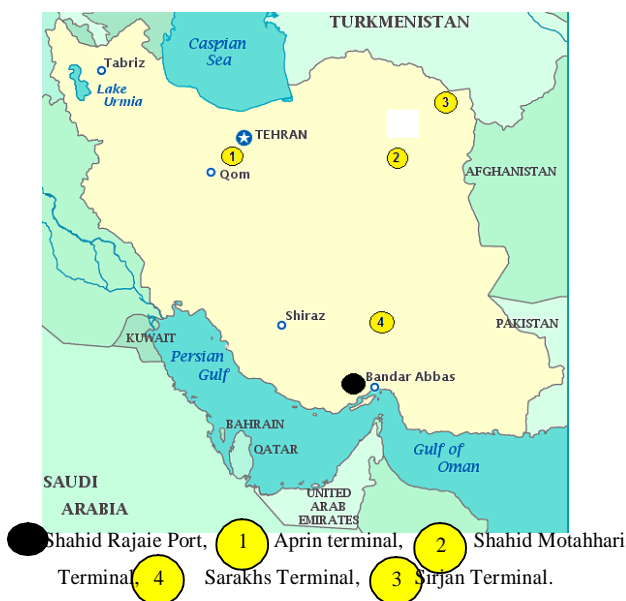 TURKMENISTAN
Caspian
Sea
Tabriz
Lake
Urmia
3
TEHRAN
1
2
Qom
AFGHANISTAN
Shiraz
4
PAKISTAN
KUWAIT
Persian
Gulf
Bandar Abbas
BAHRAIN
QATAR
Gulf of
Oman
SAUDI
ARABIA
UNITED
ARAB
EMIRATES
Shahid Rajaie Port, 1 Aprin terminal, 2 Shahid Motahhari
Terminal, 4 Sarakhs Terminal, 3 Sirjan Terminal.